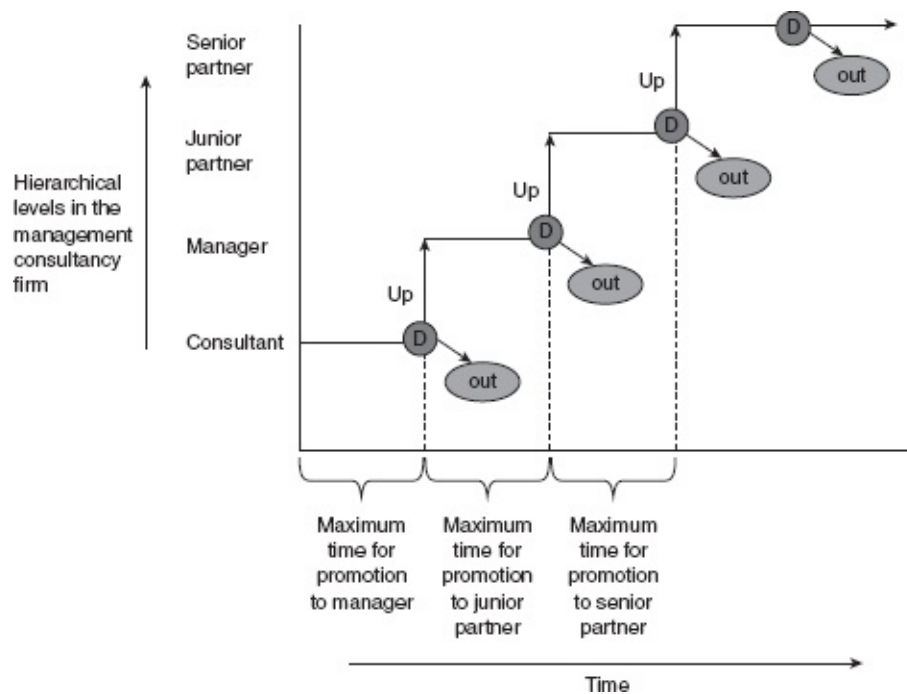 Senior
partner
D
out
Up
Junior
partner
D
out
Up
Hierarchical
levels in the
management
consultancy
firm
Manager
D
out
Up
Consultant
D
out
Maximum
time for
promotion
to manager
Maximum
time for
promotion
to junior
partner
Maximum
time for
promotion
to senior
partner
Time